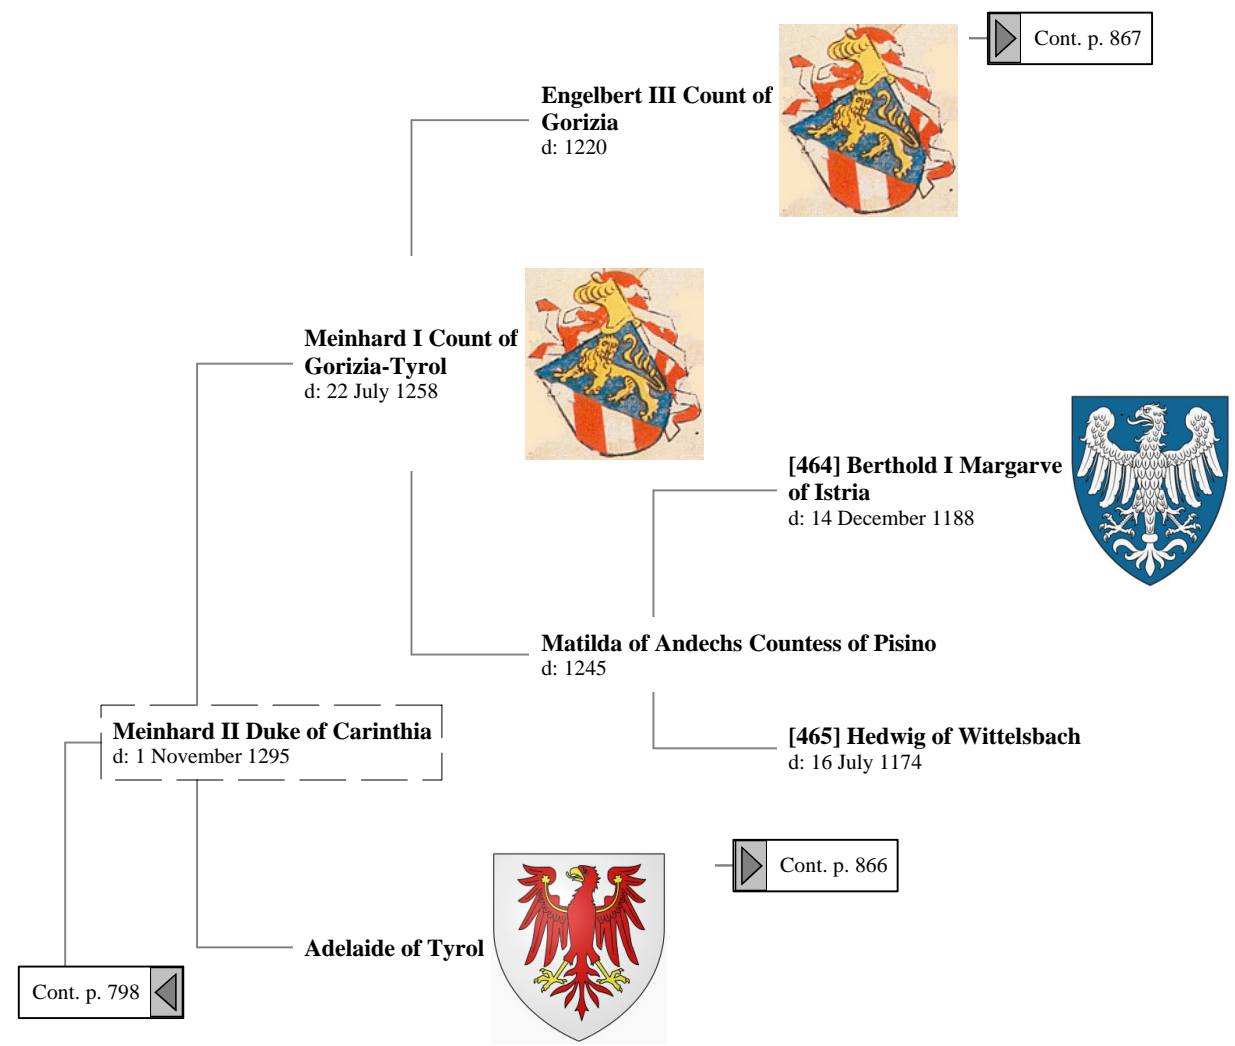 Cont. p. 867
Engelbert III Count of
Gorizia
d: 1220
Meinhard I Count of
Gorizia-Tyrol
d: 22 July 1258
[464] Berthold I Margarve
of Istria
d: 14 December 1188
Matilda of Andechs Countess of Pisino
d: 1245
Meinhard II Duke of Carinthia
d: 1 November 1295
[465] Hedwig of Wittelsbach
d: 16 July 1174
Cont. p. 866
Adelaide of Tyrol
Cont. p. 798